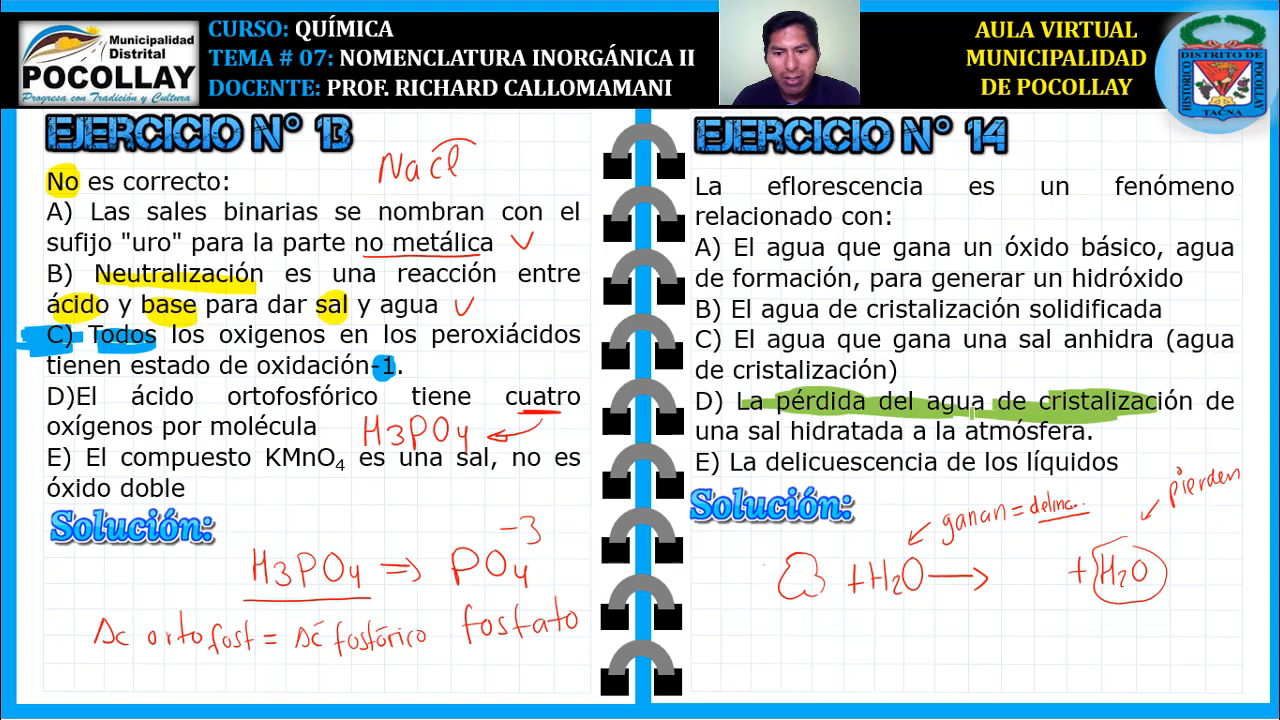 Municipalidad
Distrital
POCOLLAY
Progresa con Tradición y Cultura
CURSO: QUÍMICA
TEMA # 07: NOMENCLATURA INORGÁNICA II
DOCENTE: PROF. RICHARD CALLOMAMANI
AULA VIRTUAL
MUNICIPALIDAD
DE POCOLLAY
HISTÓRICO DISTRITO DE POCOLLAY
TACNA
EJERCICIO N° 13
NaCl
No es correcto:
A) Las sales binarias se nombran con el
sufijo "uro" para la parte no metálica
B) Neutralización es una reacción entre
ácido y base para dar sal y agua
C) Todos los oxigenos en los peroxiácidos
tienen estado de oxidación-1.
D)El ácido ortofosfórico tiene cuatro
oxígenos por molécula
H3PO4
E) El compuesto KMnO₄ es una sal, no es
óxido doble
Solución:
H3PO4 => PO4 -3
Ac ortofosf = Ac fosfórico fosfato
EJERCICIO N° 14
La eflorescencia es un fenómeno
relacionado con:
A) El agua que gana un óxido básico, agua
de formación, para generar un hidróxido
B) El agua de cristalización solidificada
C) El agua que gana una sal anhidra (agua
de cristalización)
D) La pérdida del agua de cristalización de
una sal hidratada a la atmósfera.
E) La delicuescencia de los líquidos
Solución:
ganan =
pierden
+H2O → +H2O